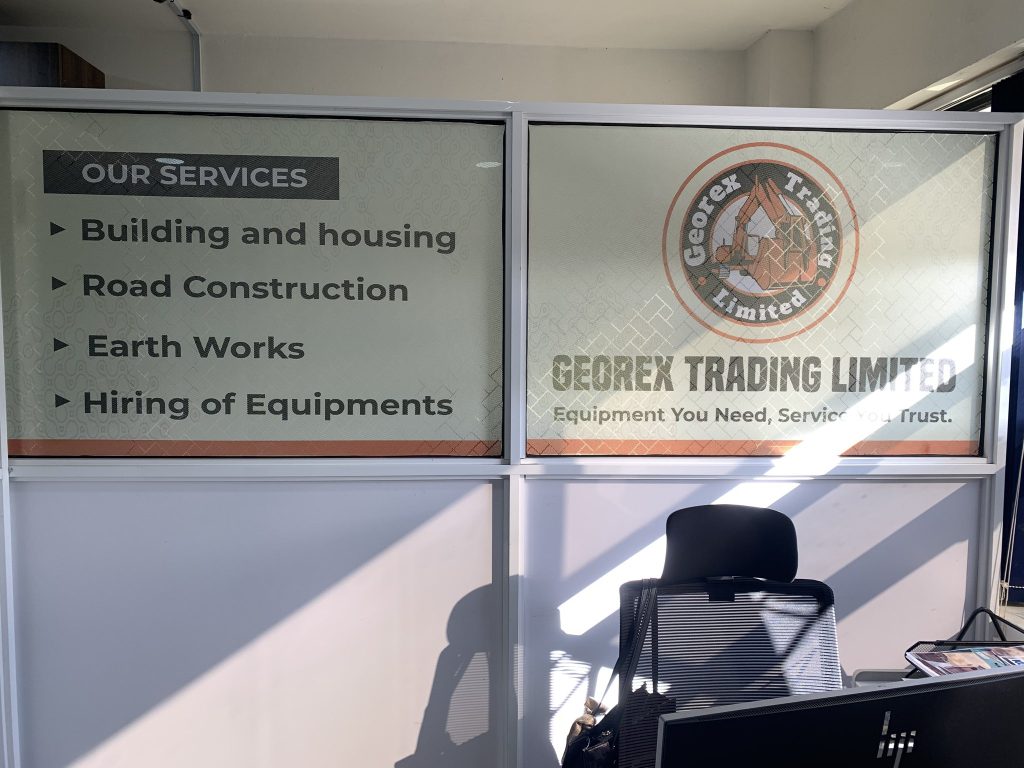 OUR SERVICES
Building and housing
Road Construction
Earth Works
Hiring of Equipments
Georex Trading
Limited
GEOREX TRADING LIMITED
Equipment You Need, Service You Trust.
hp